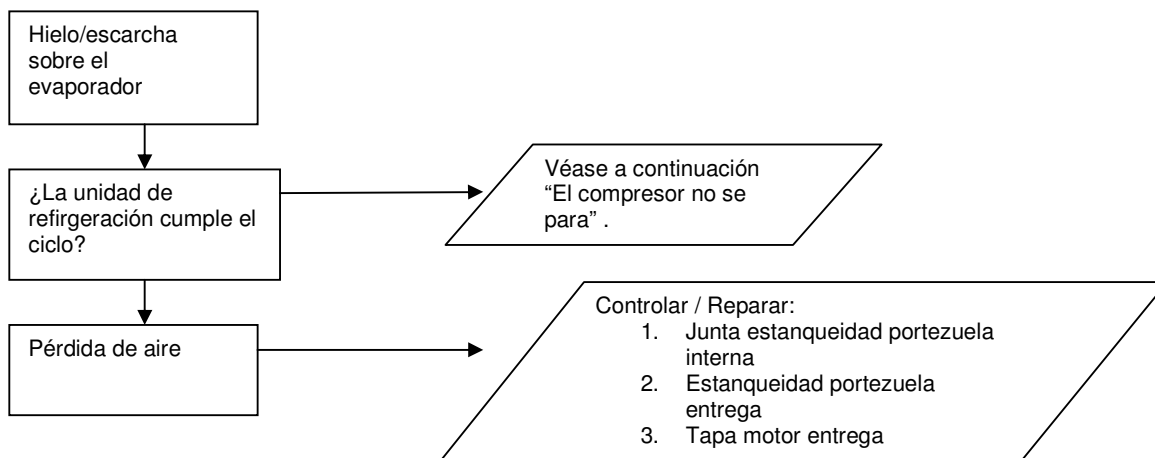 Hielo/escarcha
sobre el
evaporador
¿La unidad de
refirgeración cumple el
ciclo?
Véase a continuación
“El compresor no se
para” .
Pérdida de aire
Controlar / Reparar:
1. Junta estanqueidad portezuela
interna
2. Estanqueidad portezuela
entrega
3. Tapa motor entrega